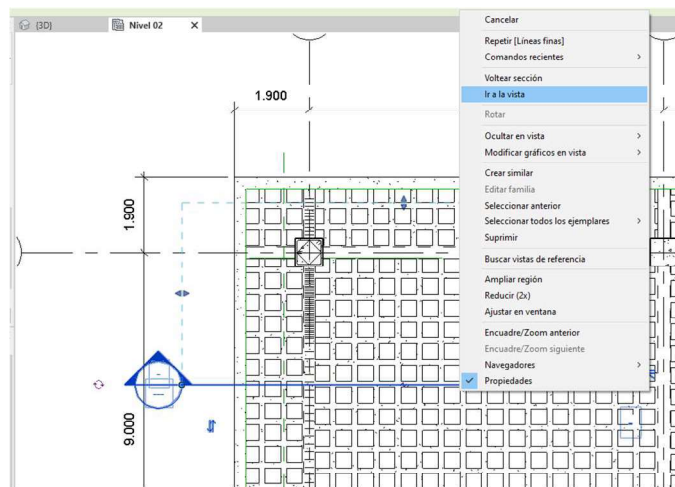 {3D}
Nivel 02
1.900
1.900
9.000
Cancelar
Repetir [Líneas finas]
Comandos recientes
Voltear sección
Ir a la vista
Rotar
Ocultar en vista
Modificar gráficos en vista
Crear similar
Editar familia
Seleccionar anterior
Seleccionar todos los ejemplares
Suprimir
Buscar vistas de referencia
Ampliar región
Reducir (2x)
Ajustar en ventana
Encuadre/Zoom anterior
Encuadre/Zoom siguiente
Navegadores
Propiedades